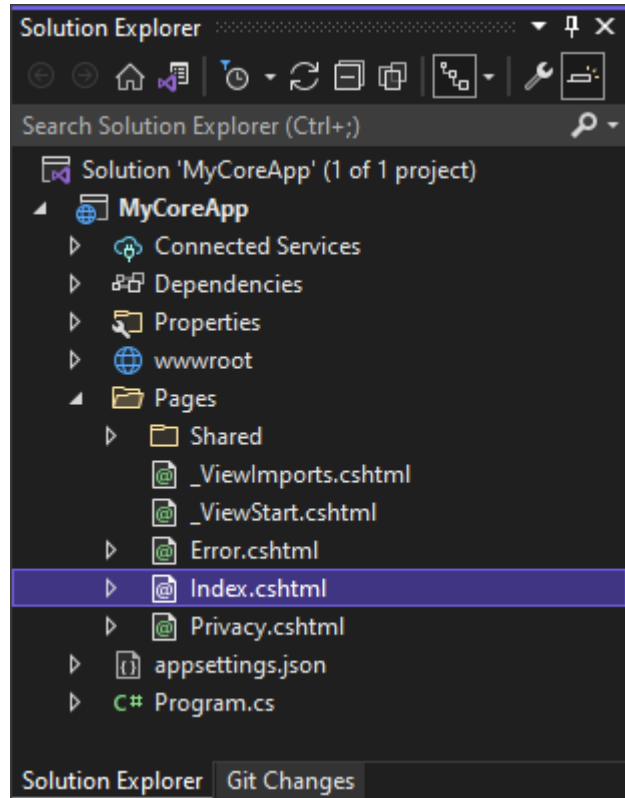 Solution Explorer
Search Solution Explorer (Ctrl+;)
Solution 'MyCoreApp' (1 of 1 project)
MyCoreApp
Connected Services
Dependencies
Properties
wwwroot
Pages
Shared
_ViewImports.cshtml
_ViewStart.cshtml
Error.cshtml
Index.cshtml
Privacy.cshtml
appsettings.json
C# Program.cs
Solution Explorer Git Changes